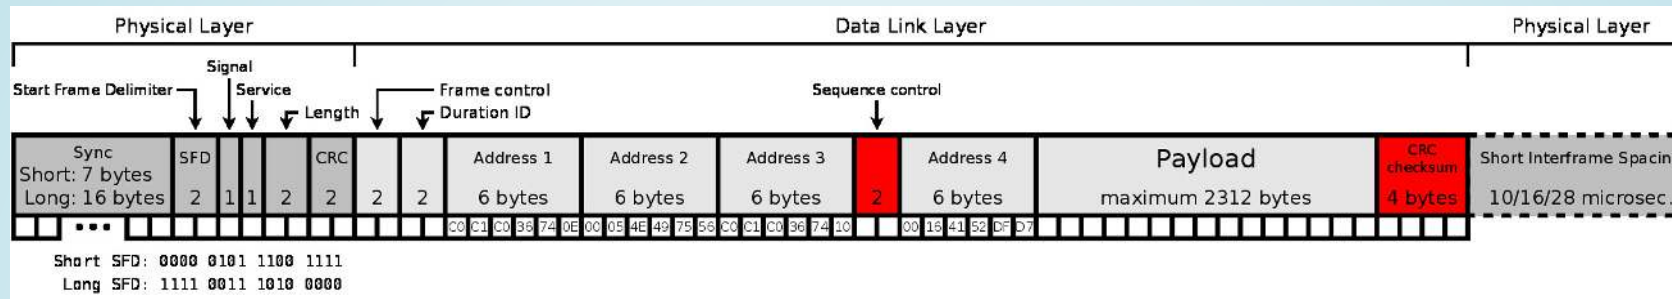 Physical Layer Data Link Layer Physical Layer
Signal
Start Frame Delimiter Service Frame control Sequence control
Length Duration ID
Sync SFD CRC Address 1 Address 2 Address 3 Address 4 Payload CRC checksum Short Interframe Spacin
Short: 7 bytes
Long: 16 bytes 2 1 1 2 2 2 2 6 bytes 6 bytes 6 bytes 2 6 bytes maximum 2312 bytes 4 bytes 10/16/28 microsec.
... C0 C1 C0 36 74 0E 00 05 4E 49 75 56 C0 C1 C0 36 74 10 00 16 41 52 DF D7
Short SFD: 0000 0101 1100 1111
Long SFD: 1111 0011 1010 0000